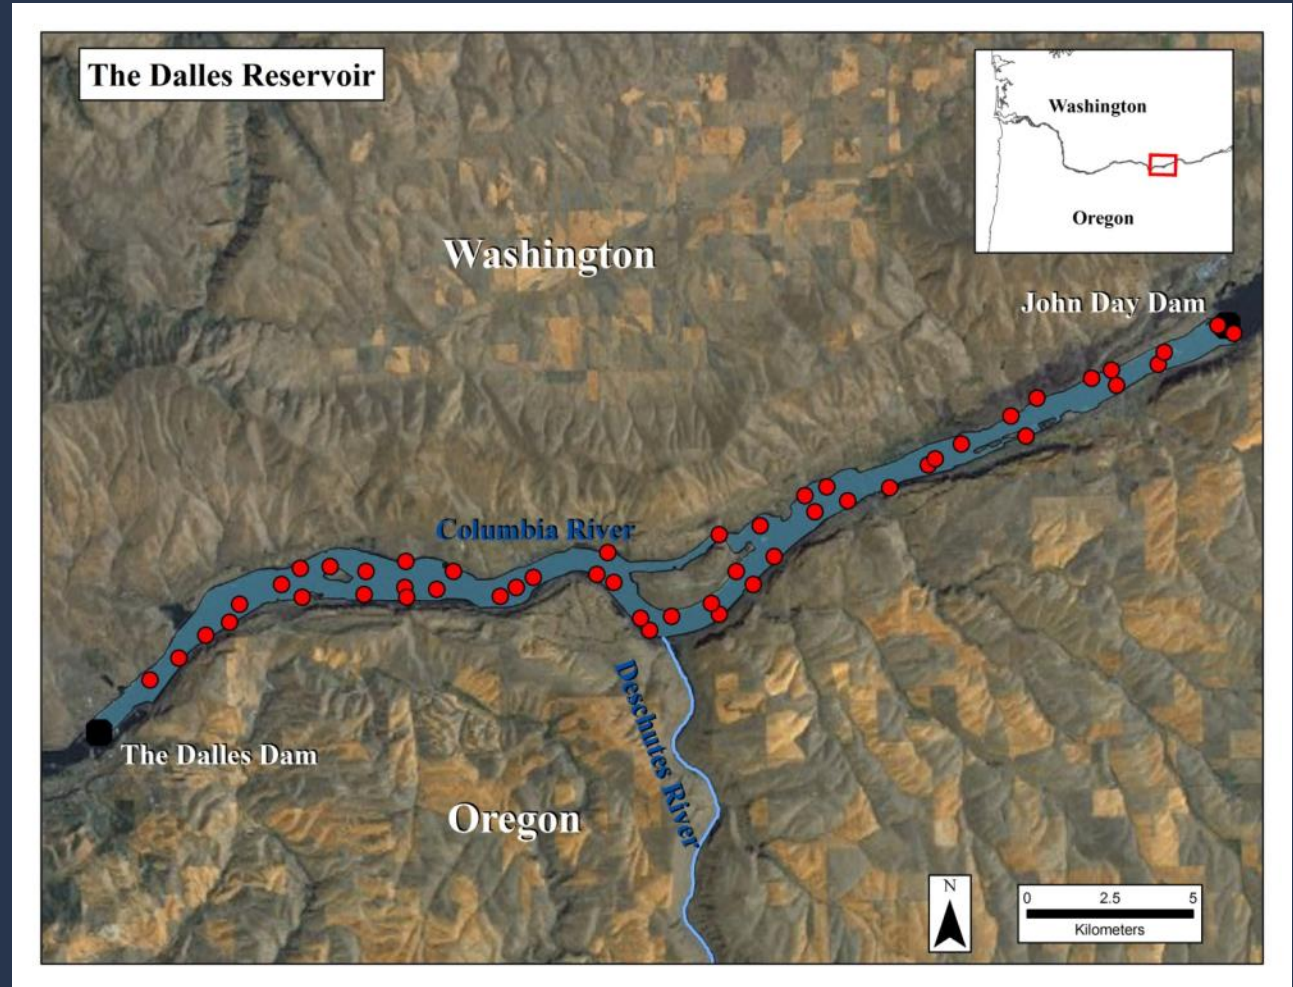 The Dalles Reservoir
Washington
Oregon
Washington
John Day Dam
Columbia River
Deschutes River
The Dalles Dam
Oregon
N
0 2.5 5
Kilometers